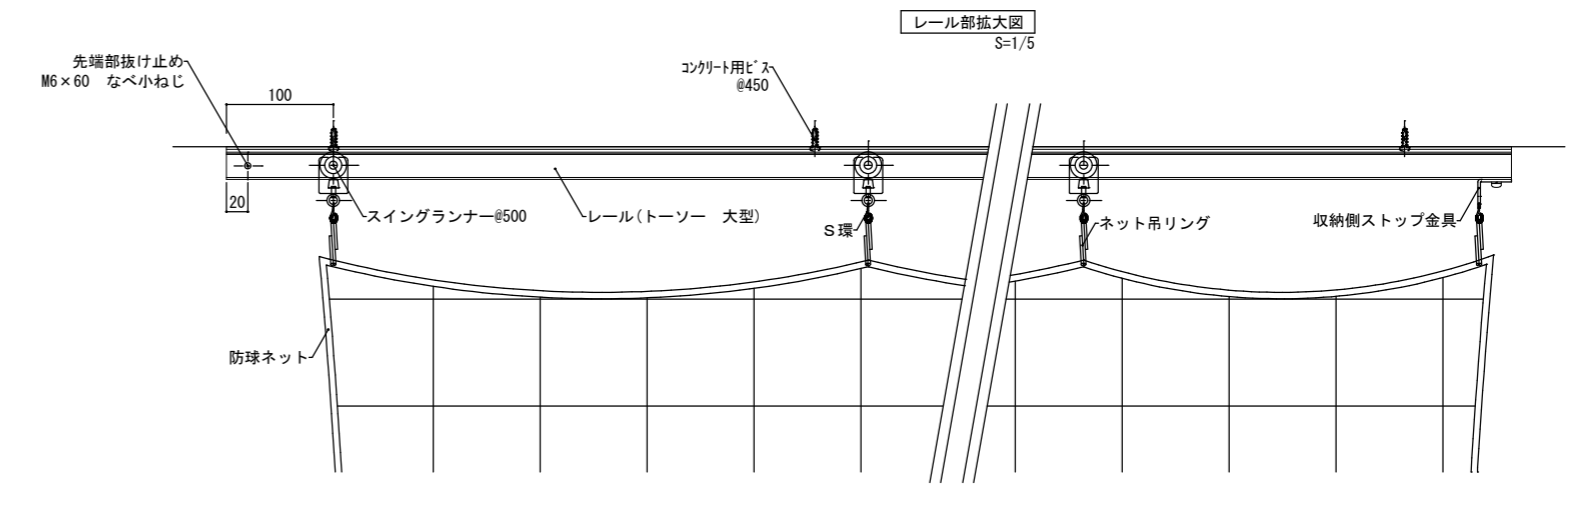 レール部拡大図
S=1/5
先端部抜け止め
M6×60　なべ小ねじ
コンクリート用ビス
@450
100
20
スイングランナー@500
レール(トーソー　大型)
S環
ネット吊リング
収納側ストップ金具
防球ネット